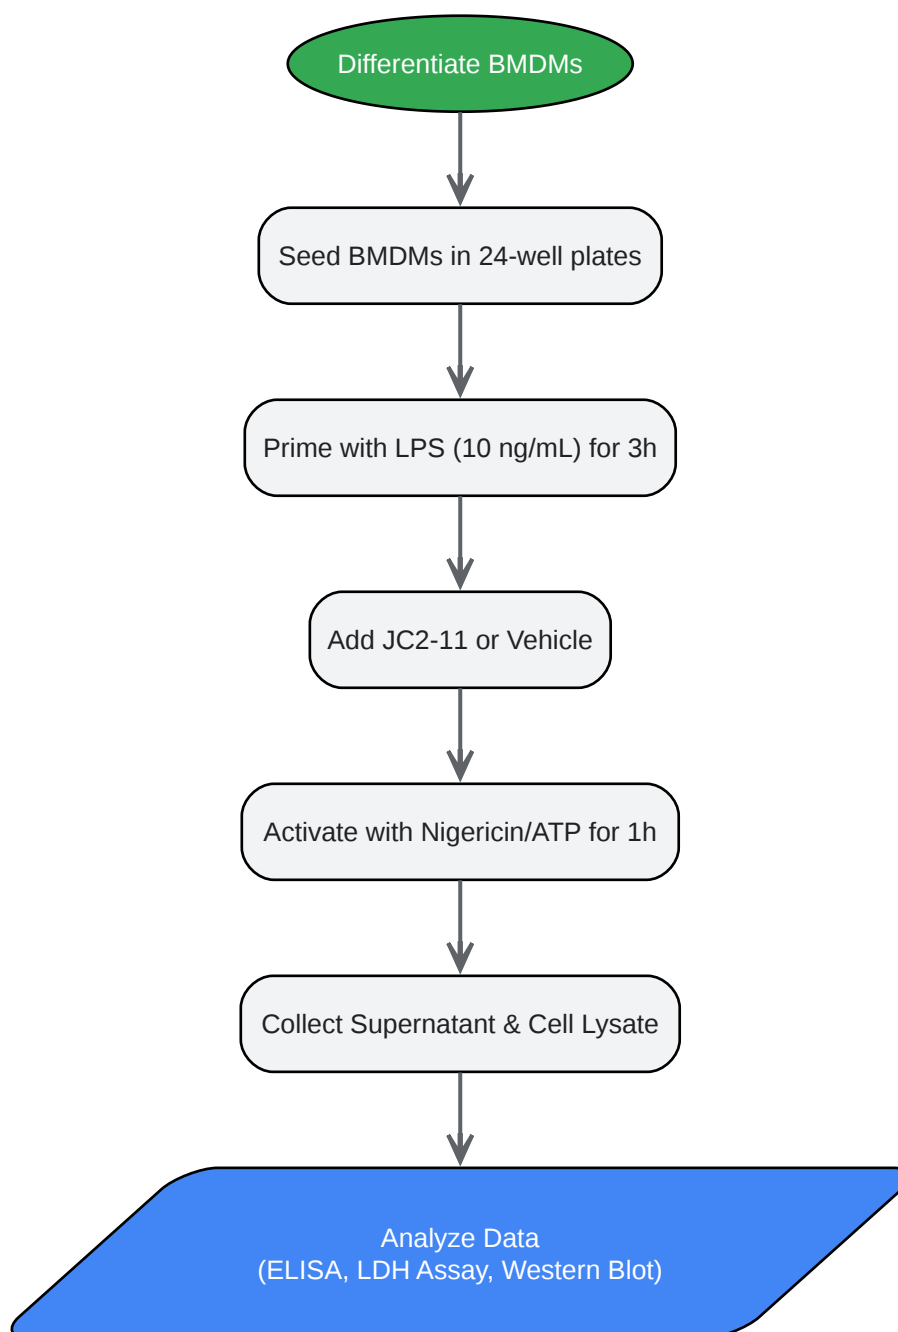 Differentiate BMDMs
Seed BMDMs in 24-well plates
Prime with LPS (10 ng/mL) for 3h
Add JC2-11 or Vehicle
Activate with Nigericin/ATP for 1h
Collect Supernatant & Cell Lysate
Analyze Data
(ELISA, LDH Assay, Western Blot)